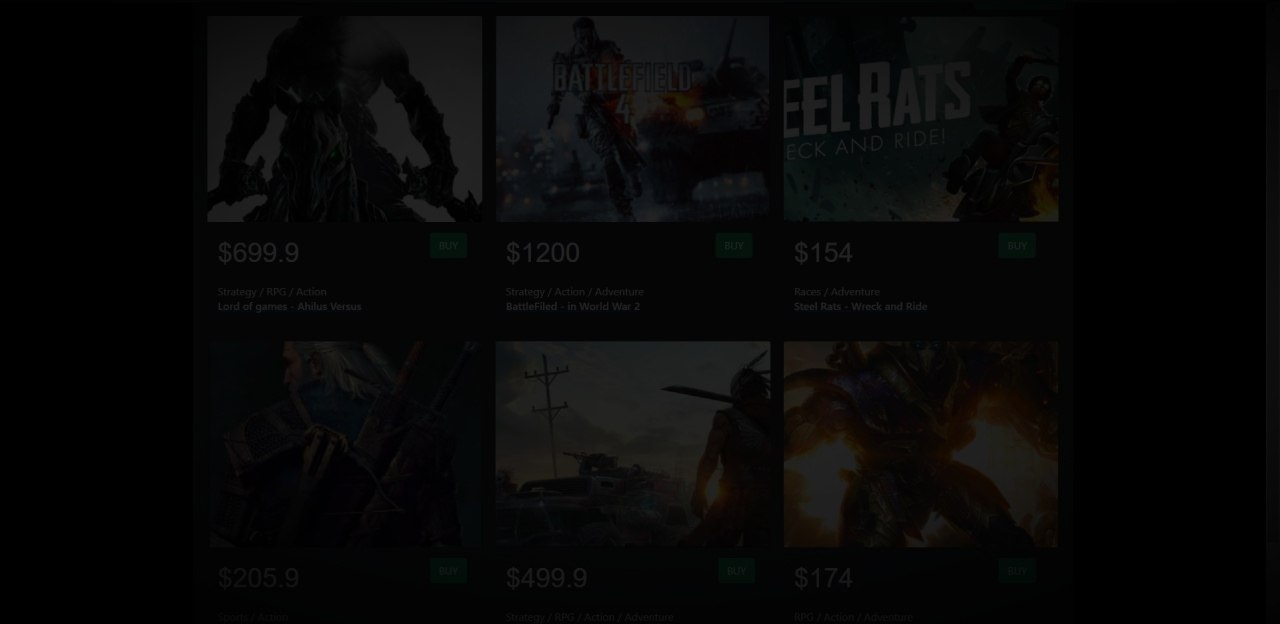 BATTLEFIELD
4
EEL RATS
ECK AND RIDE!
$699.9
BUY
$1200
BUY
$154
BUY
Strategy / RPG / Action
Lord of games - Ahilus Versus
Strategy / Action / Adventure
BattleFiled - in World War 2
Races / Adventure
Steel Rats - Wreck and Ride
$205.9
BUY
$499.9
BUY
$174
BUY
Sports / Action
Strategy / RPG / Action / Adventure
RPG / Action / Adventure